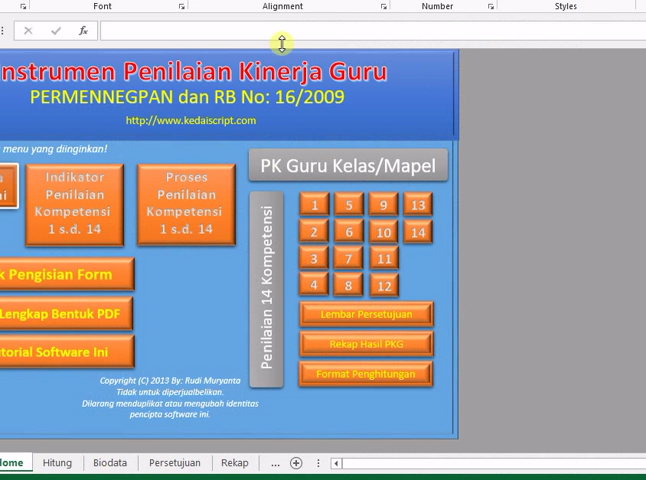 Font
Alignment
Number
Styles
fx
nstrumen Penilaian Kinerja Guru
PERMENNEGPAN dan RB No: 16/2009
http://www.kedaiscript.com
menu yang diinginkan!
Indikator
Penilaian
Kompetensi
1 s.d. 14
Proses
Penilaian
Kompetensi
1 s.d. 14
PK Guru Kelas/Mapel
Penilaian 14 Kompetensi
1 5 9 13
2 6 10 14
3 7 11
4 8 12
Lembar Persetujuan
Rekap Hasil PKG
Format Penghitungan
k Pengisian Form
Lengkap Bentuk PDF
torial Software Ini
Copyright (C) 2013 By: Rudi Muryanta
Tidak untuk diperjualbelikan.
Dilarang menduplikat atau mengubah identitas
pencipta software ini.
ome Hitung Biodata Persetujuan Rekap ...